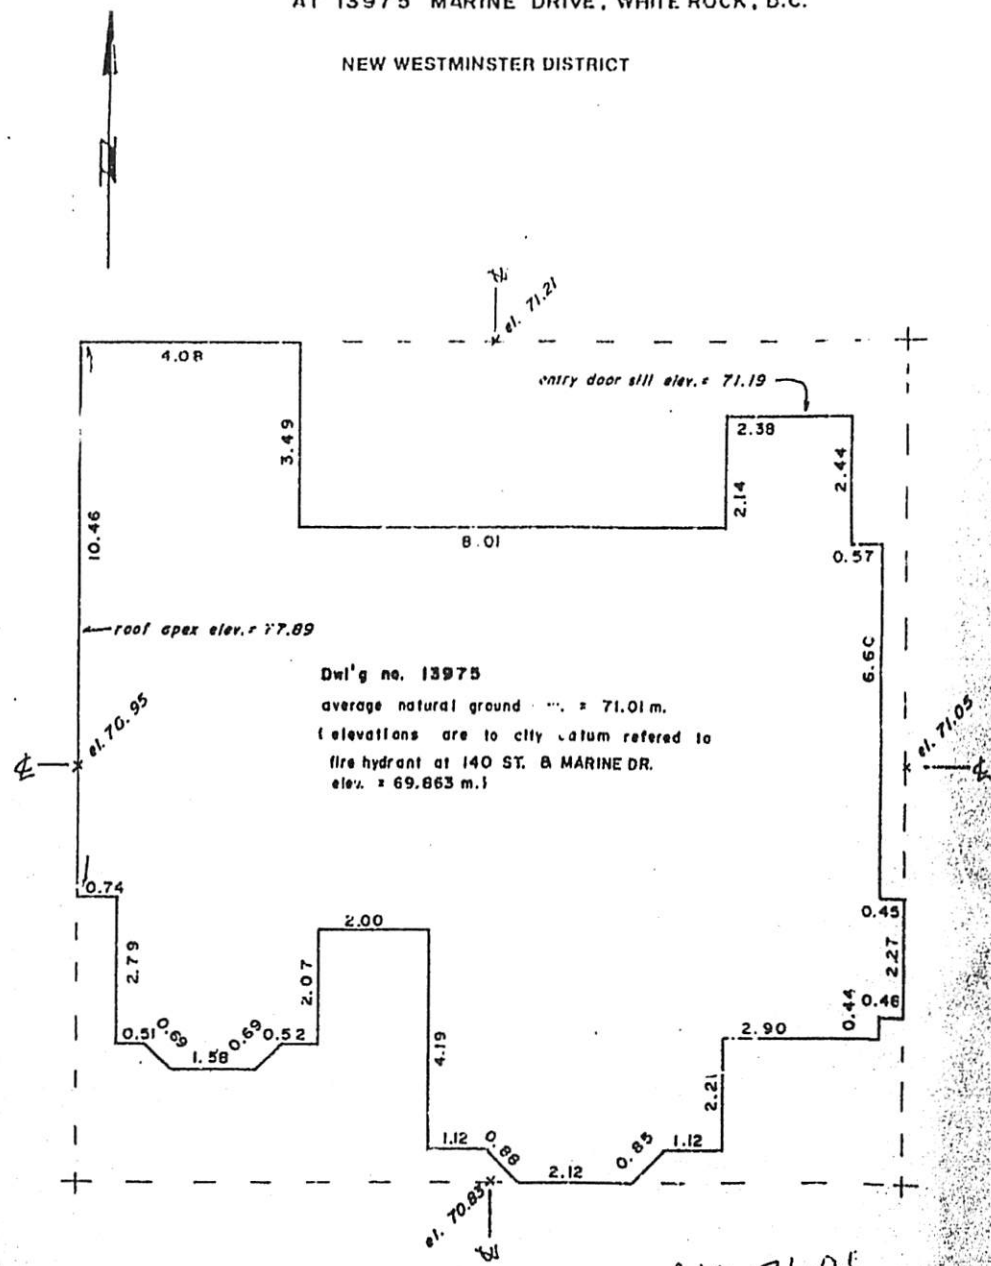 AT 13975 MARINE DRIVE, WHITE ROCK, B.C.
NEW WESTMINSTER DISTRICT
N
el. 71.21
4.08
entry door sill elev. = 71.19
2.38
3.49
2.44
2.14
8.01
0.57
10.46
roof apex elev. = 77.89
6.60
Dwl'g no. 13975
average natural ground = 71.01 m.
( elevations are to city datum refered to
fire hydrant at 140 ST. & MARINE DR.
elev. = 69.863 m.)
el. 70.95
el. 71.05
0.74
0.45
2.00
2.79
2.07
2.27
0.46
0.44
2.90
0.51
0.69
1.58
0.69
0.52
4.19
2.21
1.12
0.88
2.12
0.85
1.12
el. 70.83